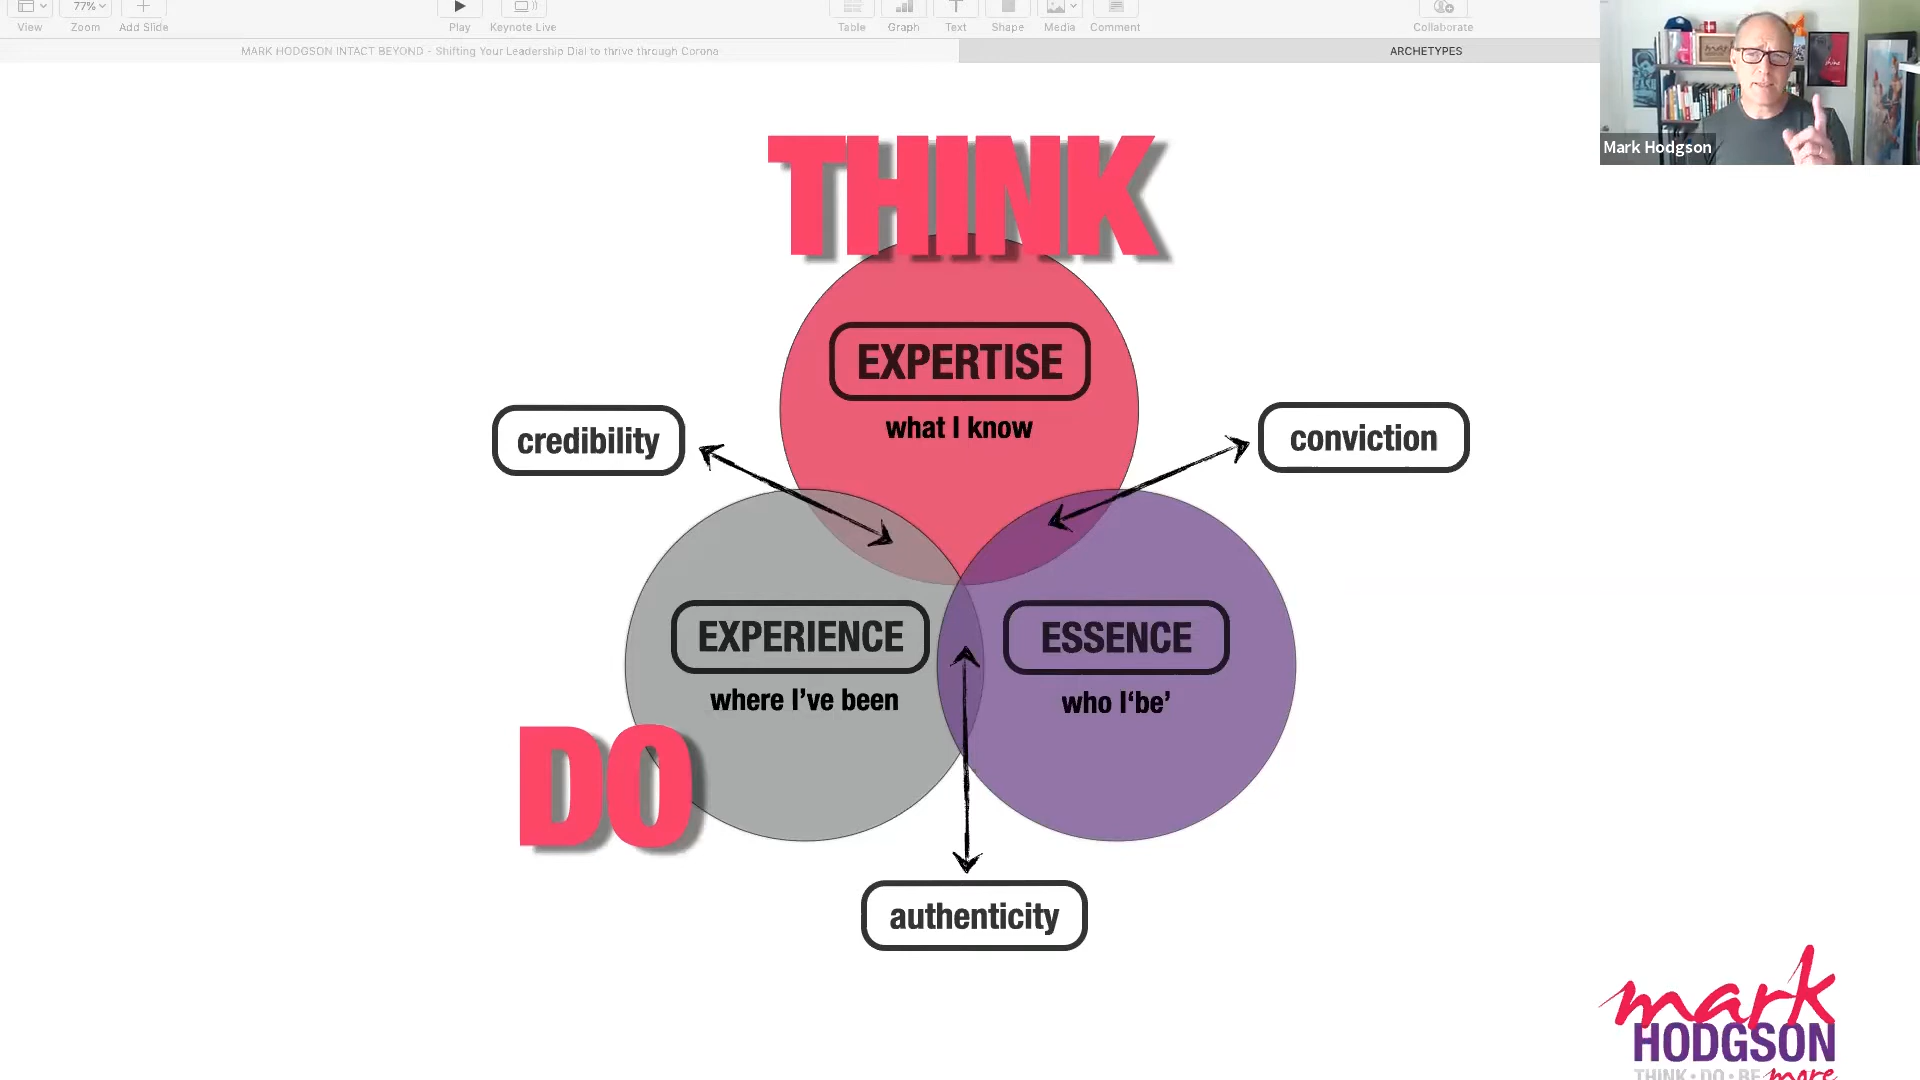 77%
View
Zoom
Add Slide
Play
Keynote Live
Table
Graph
Text
Shape
Media
Comment
Collaborate
MARK HODGSON INTACT BEYOND - Shifting Your Leadership Dial to thrive through Corona
ARCHETYPES
Mark Hodgson
THINK
EXPERTISE
what I know
credibility
conviction
EXPERIENCE
where I've been
ESSENCE
who I‘be’
DO
authenticity
mark
HODGSON
THINK • DO • BE more